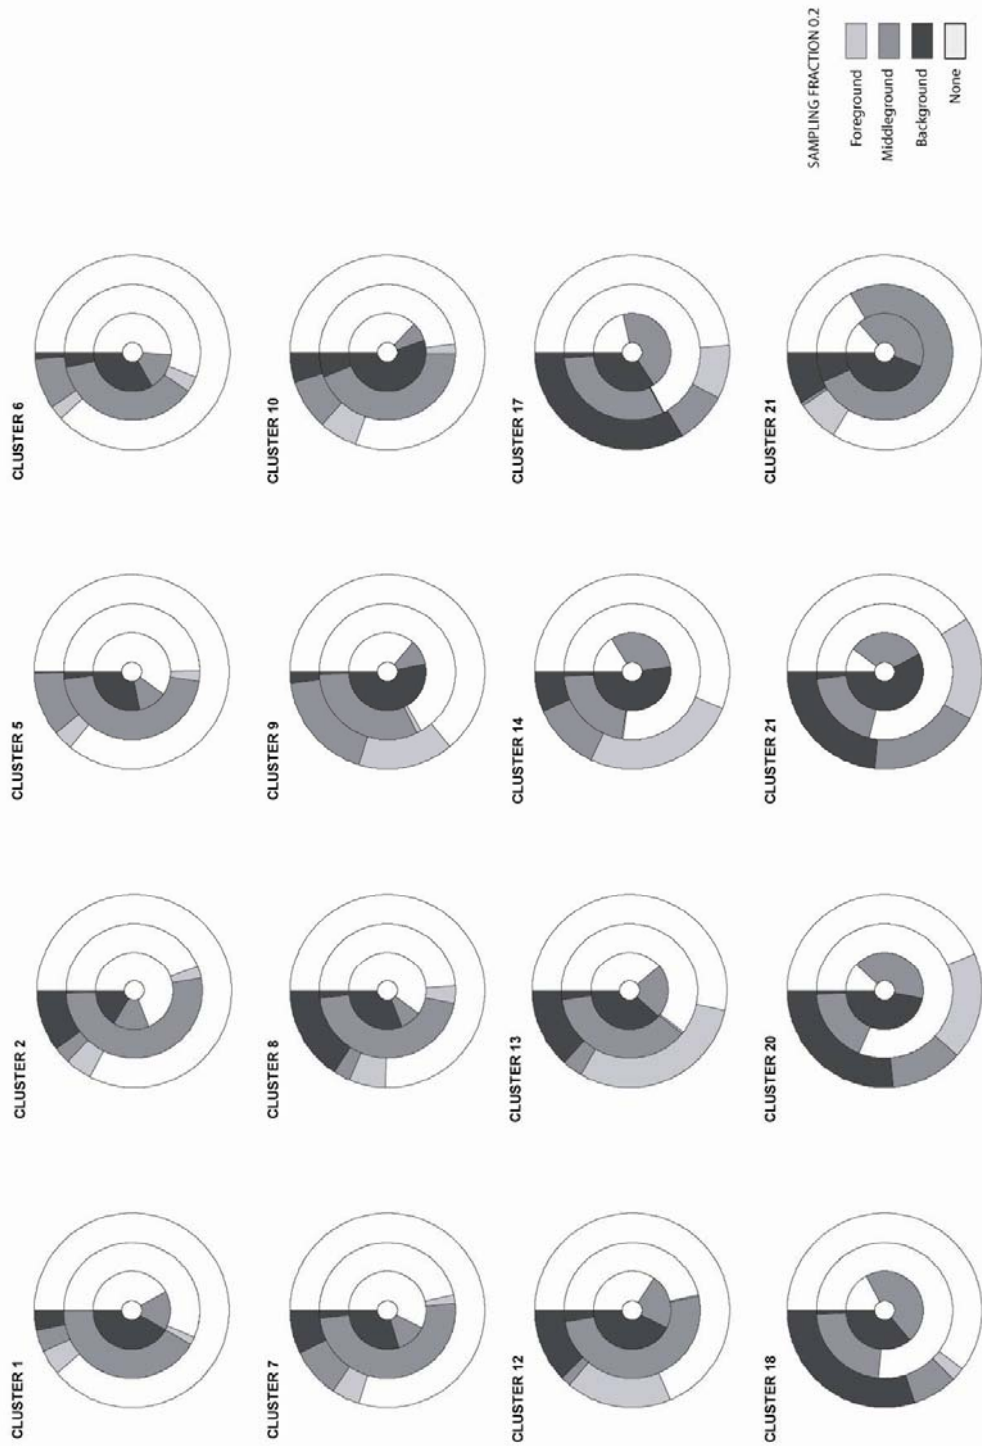 CLUSTER 1
CLUSTER 2
CLUSTER 5
CLUSTER 6
CLUSTER 7
CLUSTER 8
CLUSTER 9
CLUSTER 10
CLUSTER 12
CLUSTER 13
CLUSTER 14
CLUSTER 17
CLUSTER 18
CLUSTER 20
CLUSTER 21
CLUSTER 21
SAMPLING FRACTION 0.2
Foreground
Middleground
Background
None